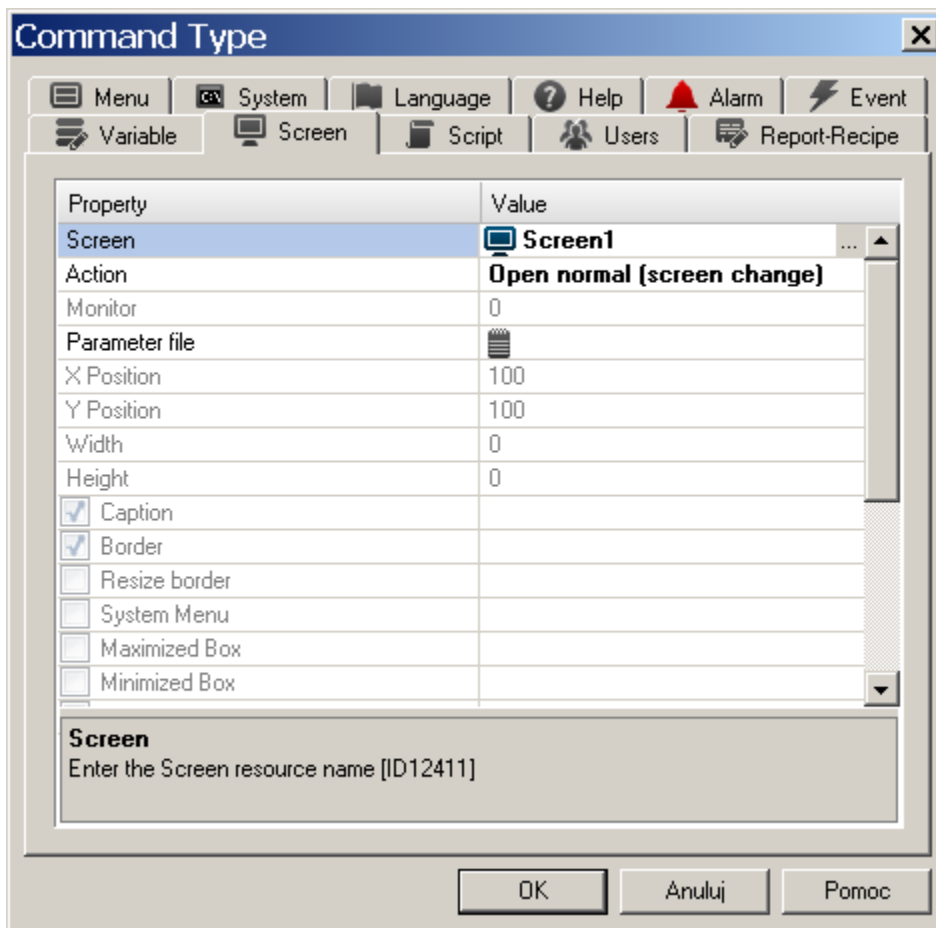 Command Type
Menu System Language Help Alarm Event
Variable Screen Script Users Report-Recipe
Property Value
Screen Screen1 ...
Action Open normal (screen change)
Monitor 0
Parameter file
X Position 100
Y Position 100
Width 0
Height 0
Caption
Border
Resize border
System Menu
Maximized Box
Minimized Box
Screen
Enter the Screen resource name [ID12411]
OK Anuluj Pomoc